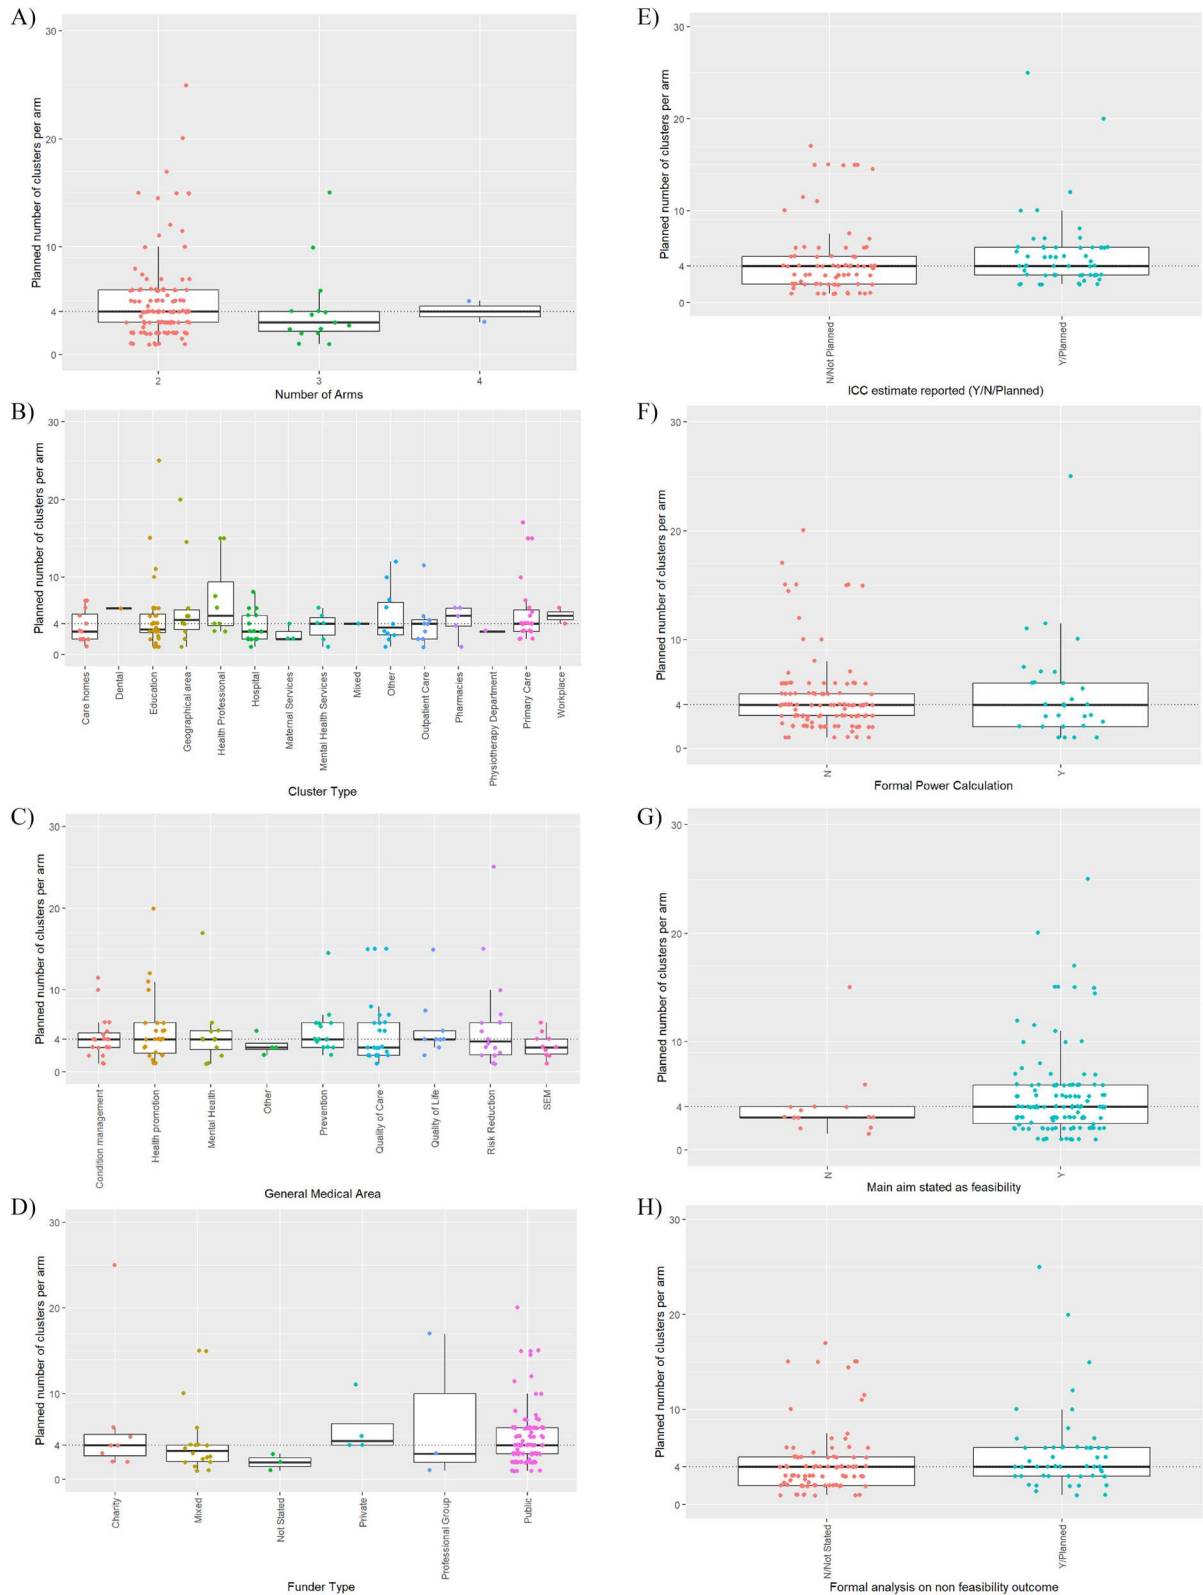 A)
Planned number of clusters per arm
30
20
10
4
0
2
3
4
Number of Arms
B)
Planned number of clusters per arm
30
20
10
4
0
Care homes
Dental
Education
Geographical area
Health Professional
Hospital
Maternal Services
Mental Health Services
Mixed
Other
Outpatient Care
Pharmacies
Physiotherapy Department
Primary Care
Workplace
Cluster Type
C)
Planned number of clusters per arm
30
20
10
4
0
Condition management
Health promotion
Mental Health
Other
Prevention
Quality of Care
Quality of Life
Risk Reduction
SEM
General Medical Area
D)
Planned number of clusters per arm
30
20
10
4
0
Charity
Mixed
Not Stated
Private
Professional Group
Public
Funder Type
E)
Planned number of clusters per arm
30
20
10
4
0
N/Not Planned
Y/Planned
ICC estimate reported (Y/N/Planned)
F)
Planned number of clusters per arm
30
20
10
4
0
N
Y
Formal Power Calculation
G)
Planned number of clusters per arm
30
20
10
4
0
N
Y
Main aim stated as feasibility
H)
Planned number of clusters per arm
30
20
10
4
0
N/Not Stated
Y/Planned
Formal analysis on non feasibility outcome